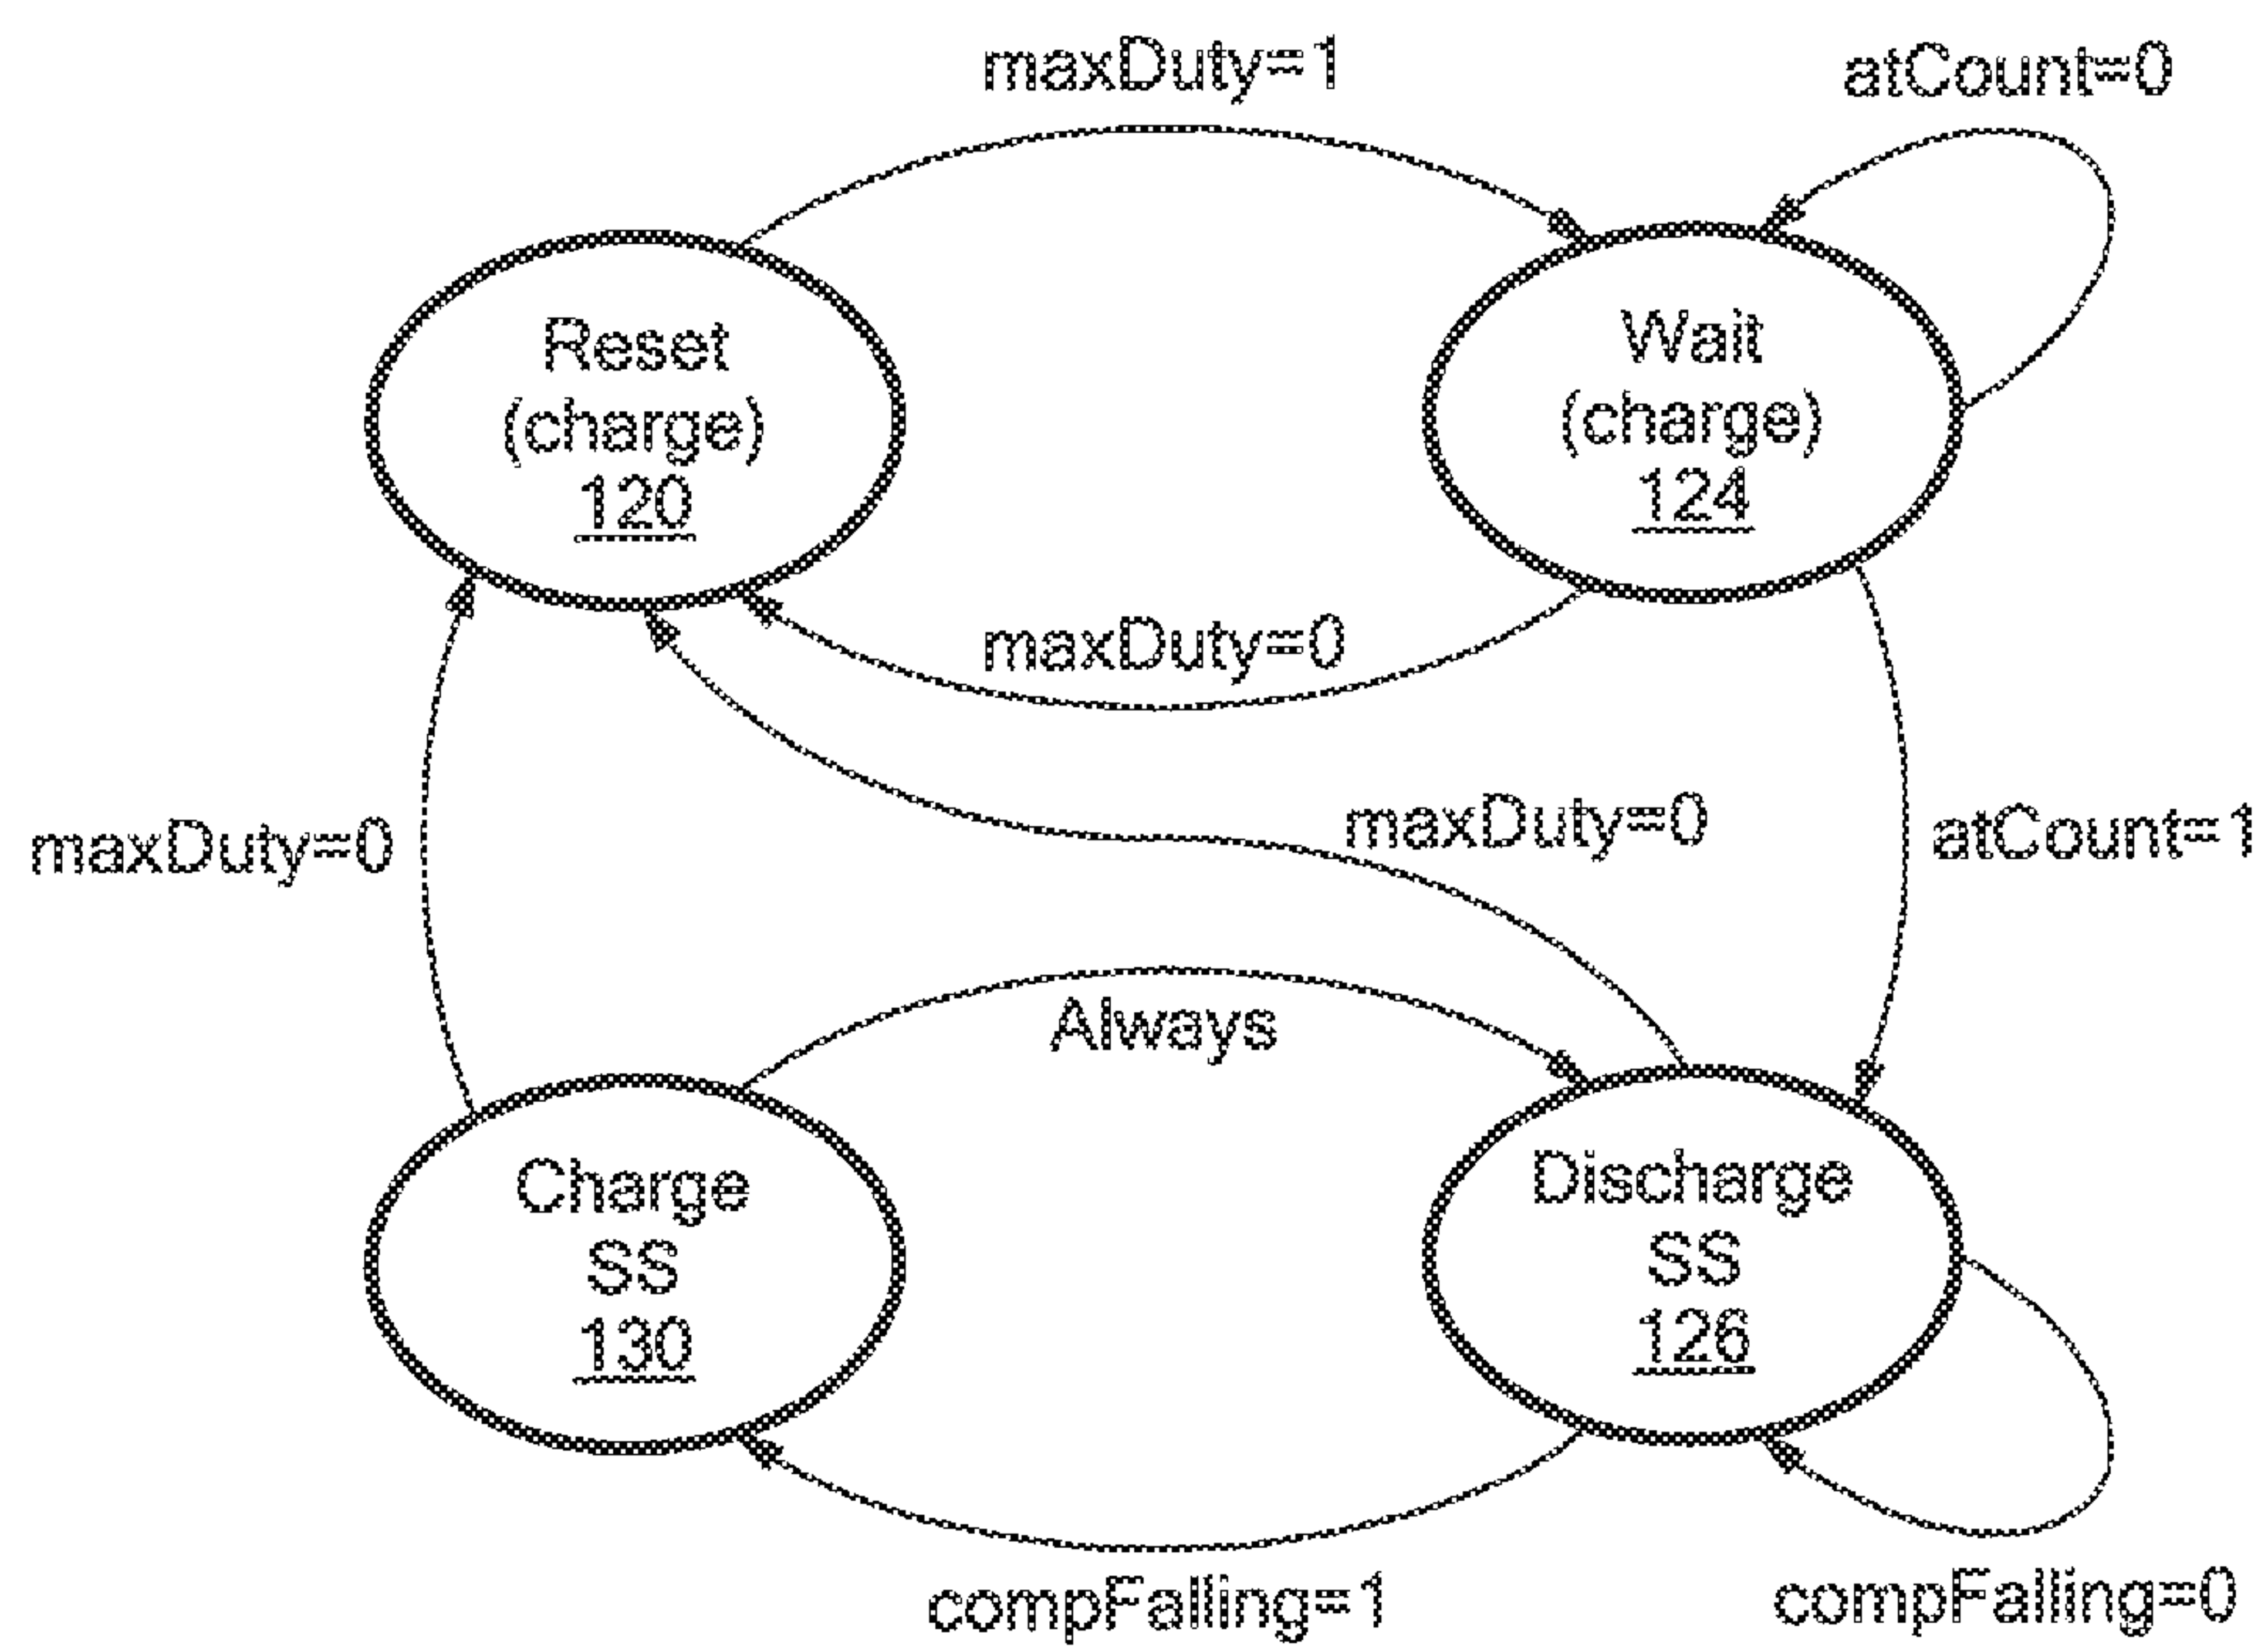 maxDuty=1
atCount=0
Reset
(charge)
120
Wait
(charge)
124
maxDuty=0
maxDuty=0
maxDuty=0
atCount=1
Always
Charge
SS
130
Discharge
SS
126
compFalling=1
compFalling=0